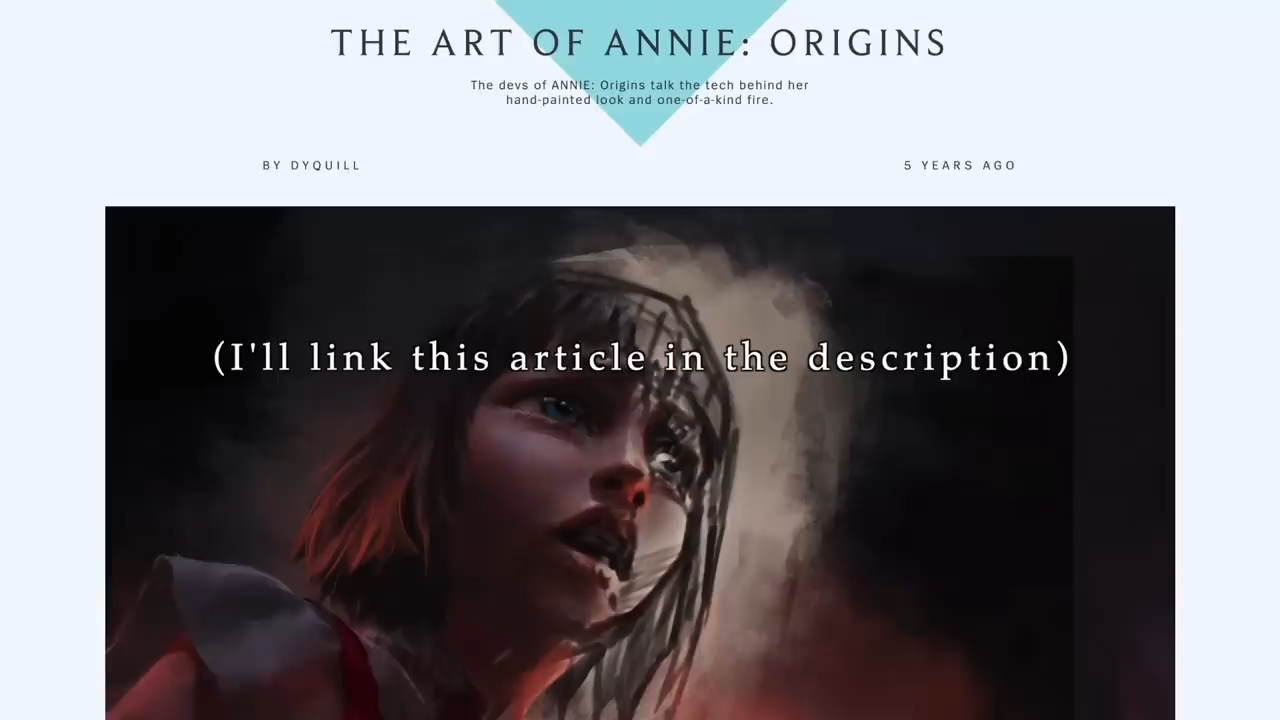 THE ART OF ANNIE: ORIGINS
The devs of ANNIE: Origins talk the tech behind her
hand-painted look and one-of-a-kind fire.
BY DYQUILL
5 YEARS AGO
(I'll link this article in the description)